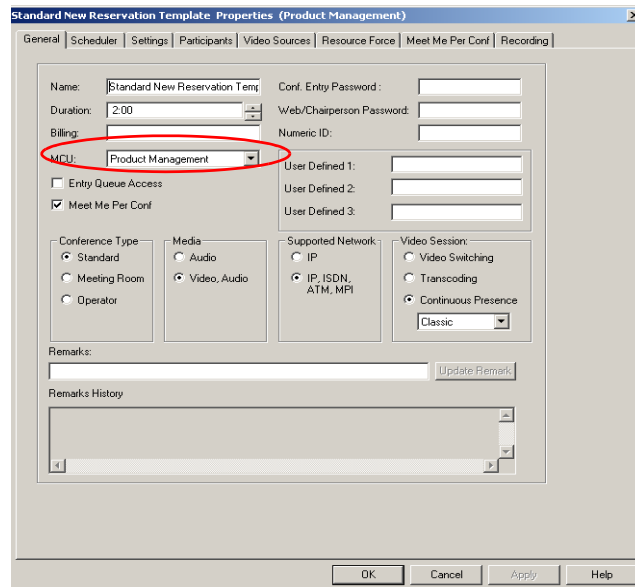 Standard New Reservation Template Properties (Product Management)
General Scheduler Settings Participants Video Sources Resource Force Meet Me Per Conf Recording
Name: Standard New Reservation Temp Conf. Entry Password :
Duration: 2:00 Web/Chairperson Password:
Billing: Numeric ID:
MCU: Product Management
User Defined 1:
Entry Queue Access
User Defined 2:
Meet Me Per Conf
User Defined 3:
Conference Type Media Supported Network Video Session:
Standard Audio IP Video Switching
Meeting Room Video, Audio IP, ISDN, Transcoding
ATM, MPI
Operator Continuous Presence
Classic
Remarks:
Update Remark
Remarks History
OK Cancel Apply Help